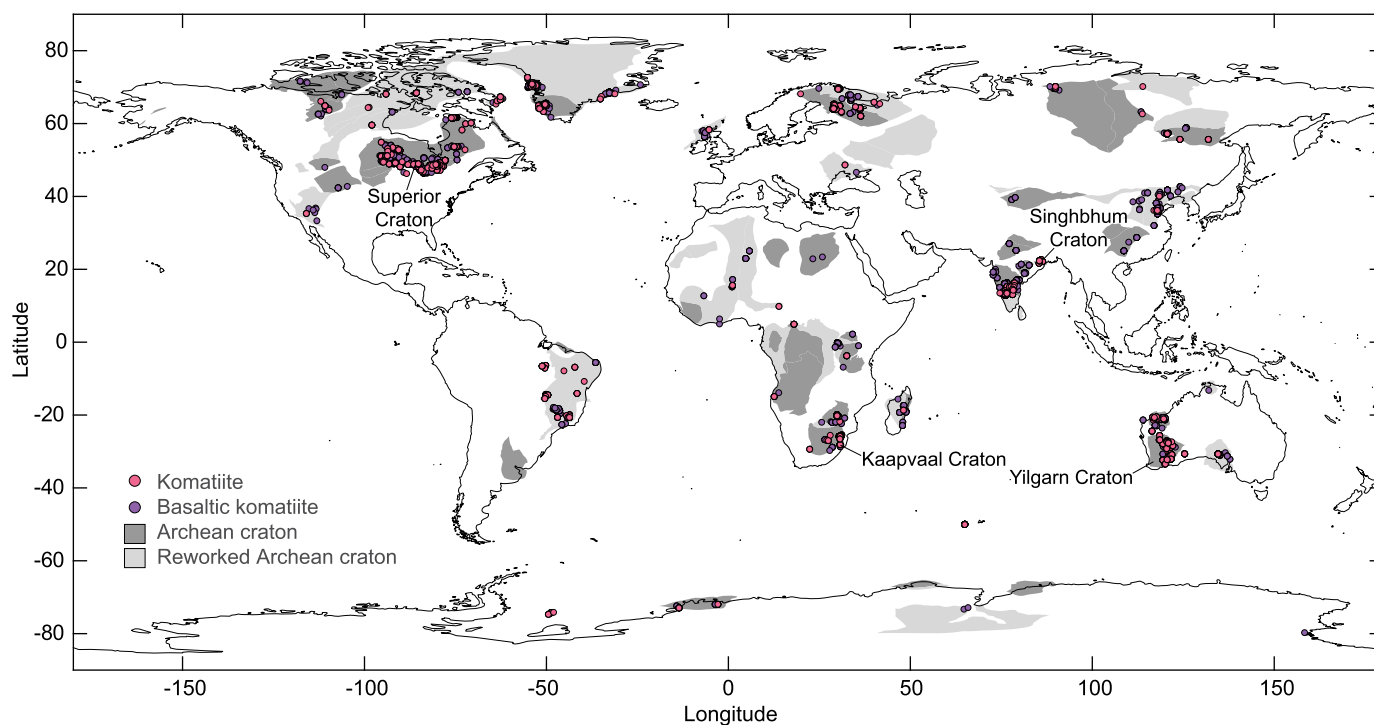 80
60
40
20
0
-20
-40
-60
-80
Latitude
Superior
Craton
Singhbhum
Craton
Kaapvaal Craton
Yilgarn Craton
Komatiite
Basaltic komatiite
Archean craton
Reworked Archean craton
-150
-100
-50
0
50
100
150
Longitude